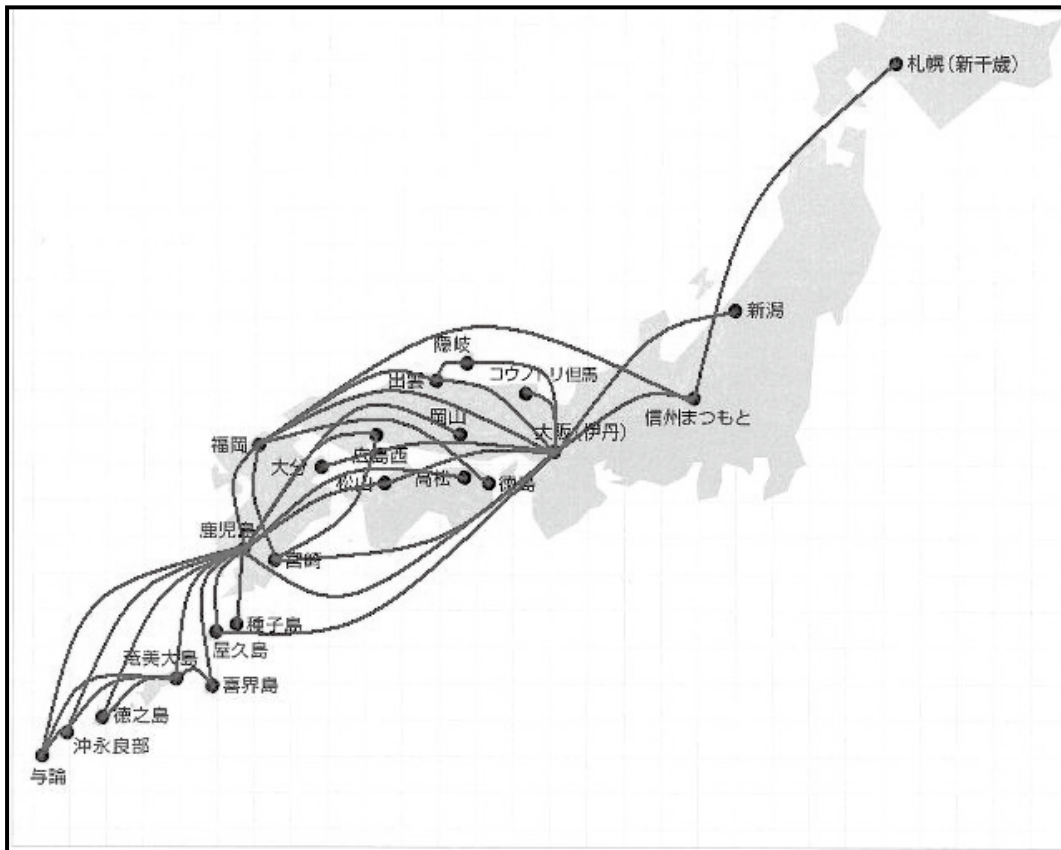 札幌(新千歳)
新潟
隠岐
出雲
コウノトリ但馬
信州まつもと
岡山
大阪(伊丹)
福岡
広島西
大分
松山
高松
徳島
鹿児島
宮崎
種子島
屋久島
奄美大島
喜界島
徳之島
沖永良部
与論